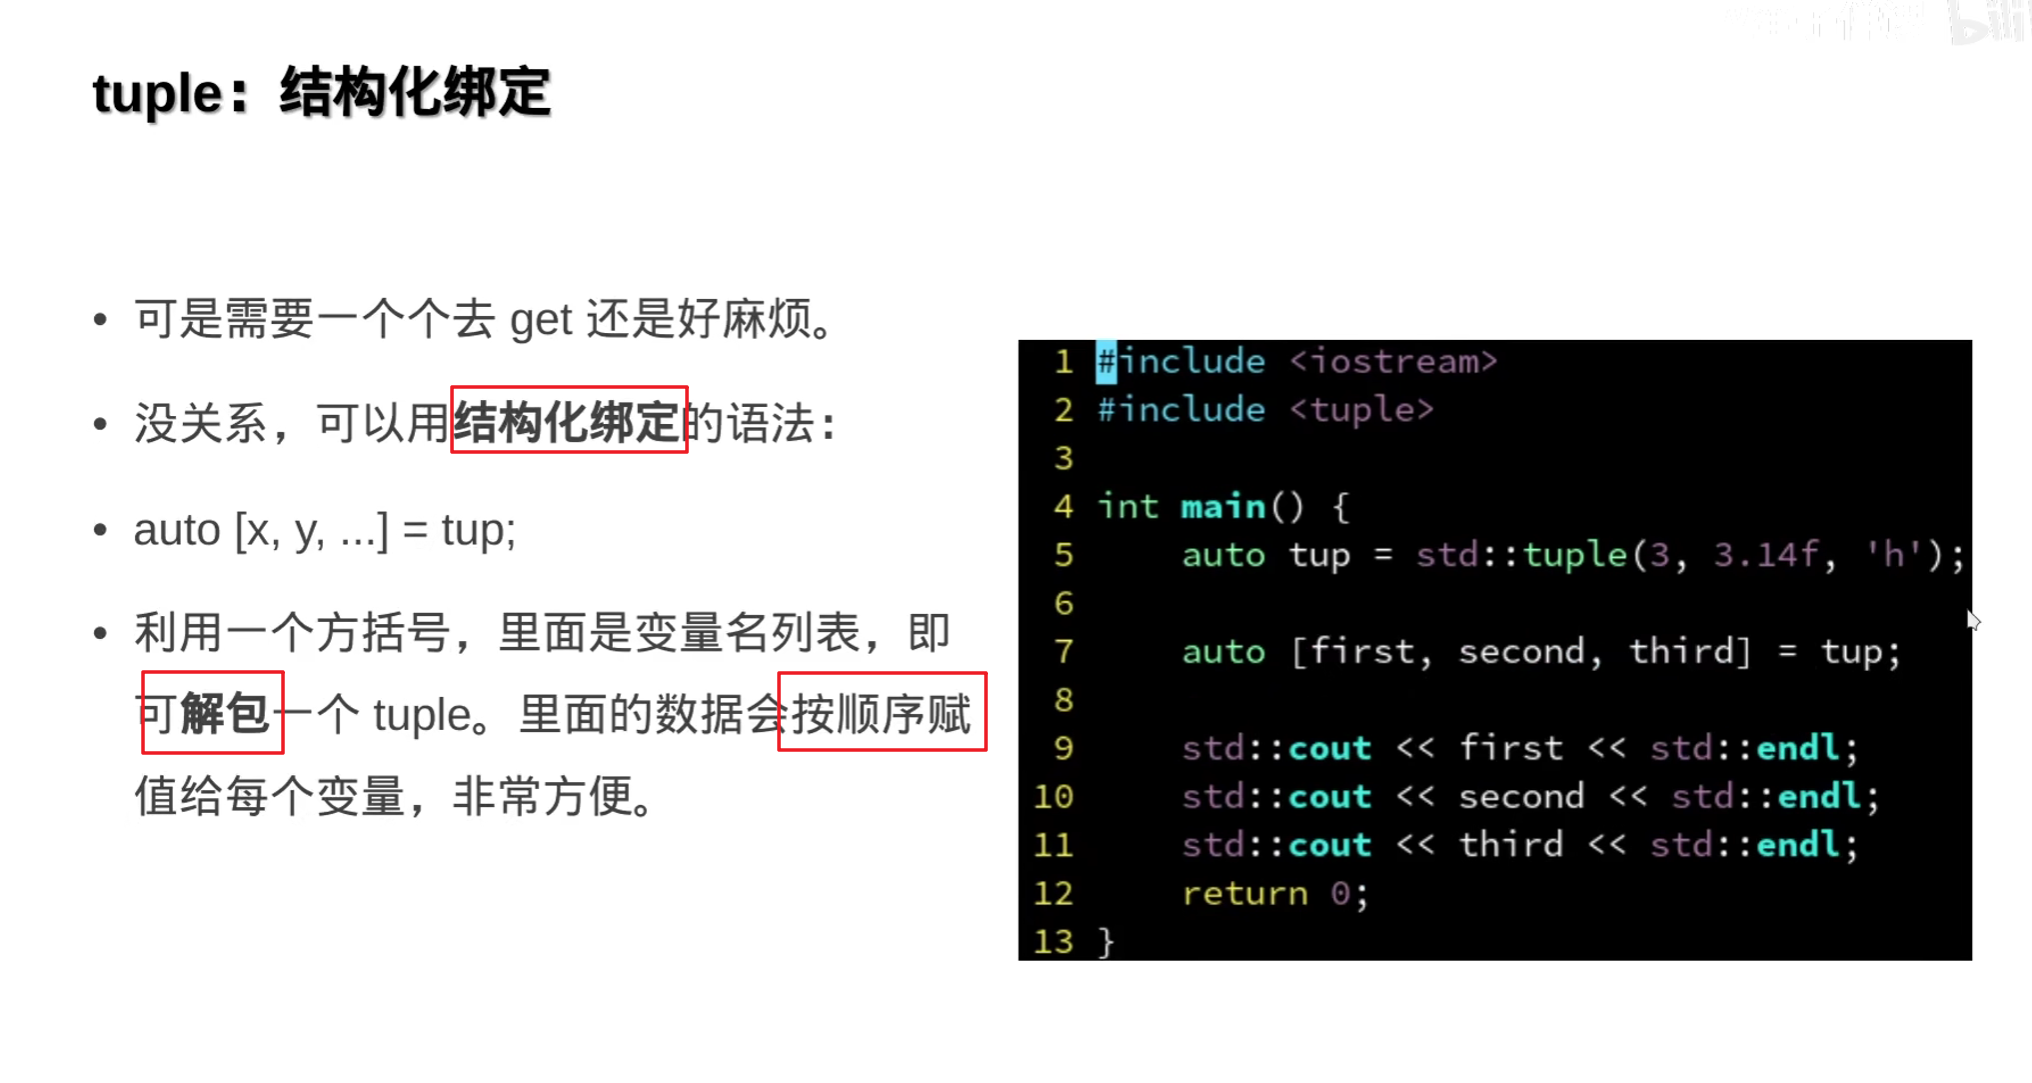 tuple：结构化绑定
• 可是需要一个个去 get 还是好麻烦。
• 没关系，可以用结构化绑定的语法：
• auto [x, y, ...] = tup;
• 利用一个方括号，里面是变量名列表，即
可解包一个 tuple。里面的数据会按顺序赋
值给每个变量，非常方便。
1 #include <iostream>
2 #include <tuple>
3
4 int main() {
5     auto tup = std::tuple(3, 3.14f, 'h');
6
7     auto [first, second, third] = tup;
8
9     std::cout << first << std::endl;
10     std::cout << second << std::endl;
11     std::cout << third << std::endl;
12     return 0;
13 }